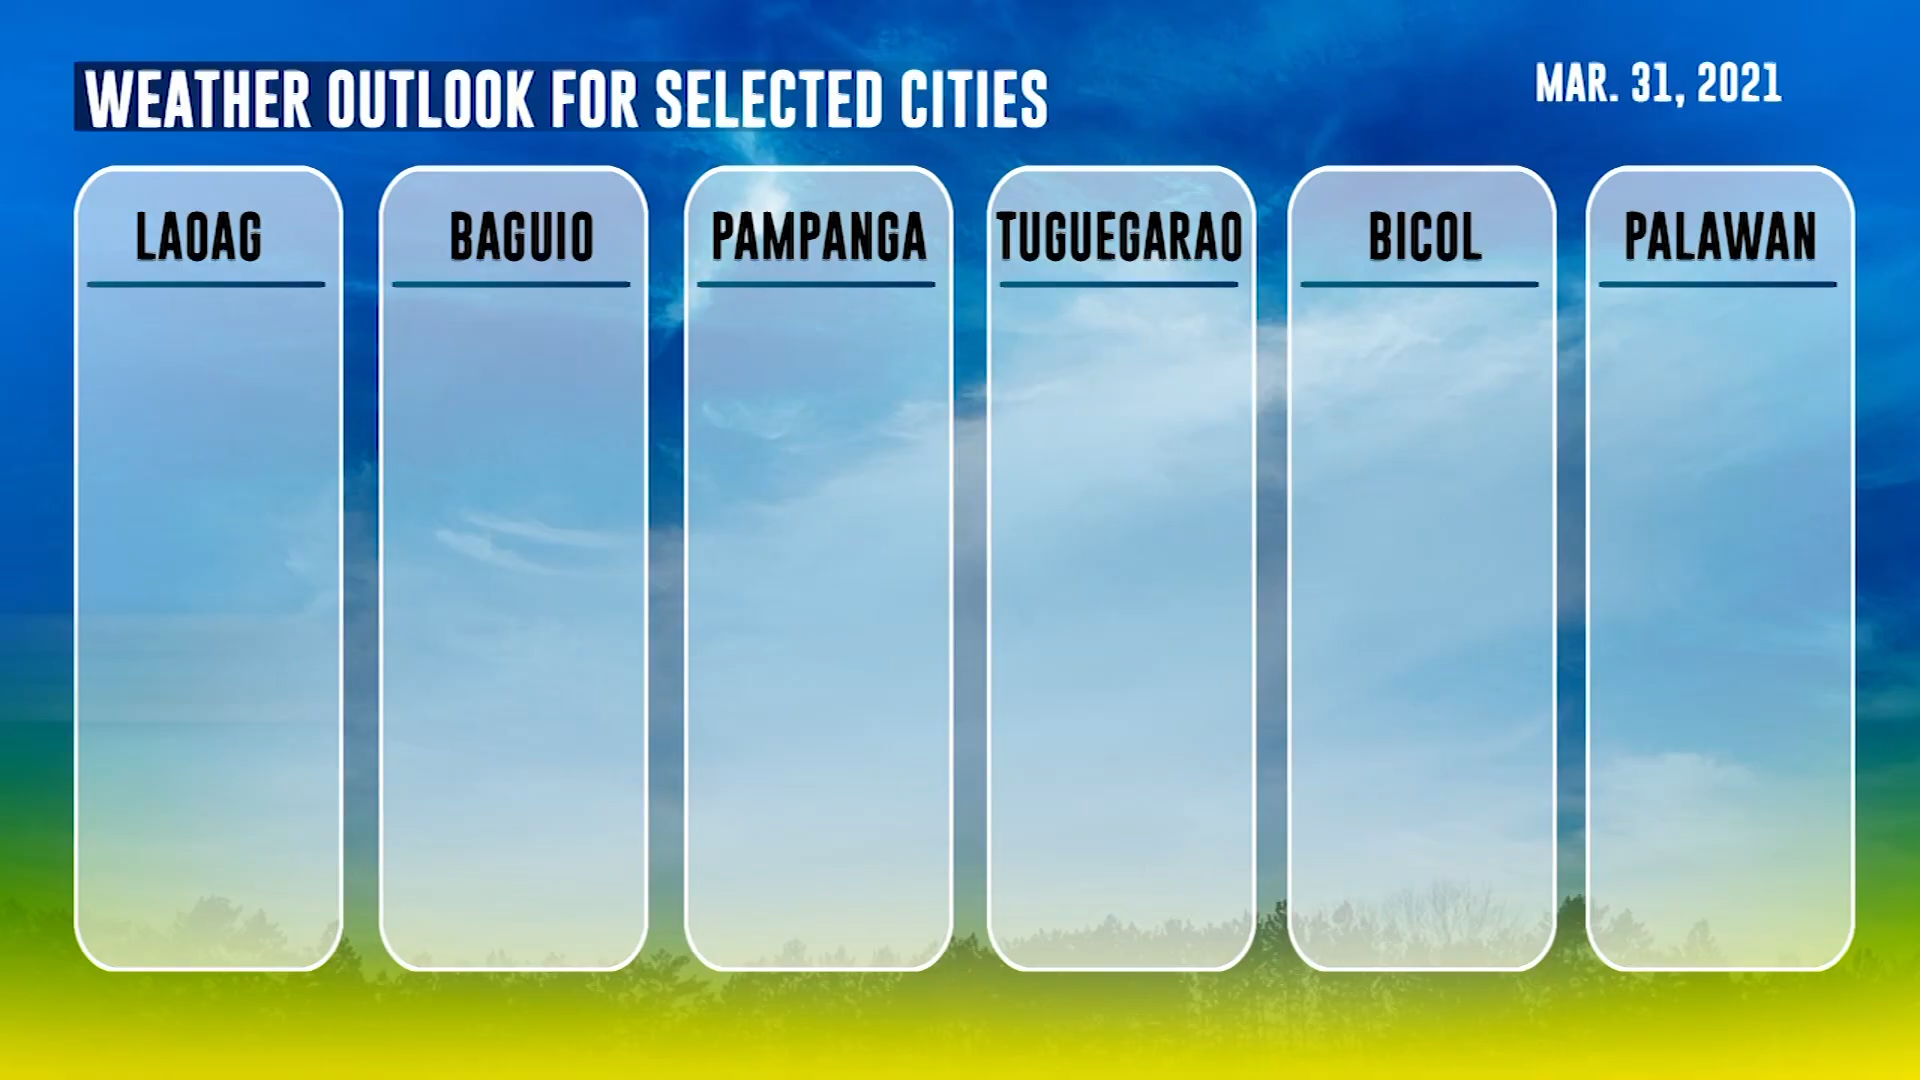 WEATHER OUTLOOK FOR SELECTED CITIES
MAR. 31, 2021
LAOAG
BAGUIO
PAMPANGA
TUGUEGARAO
BICOL
PALAWAN